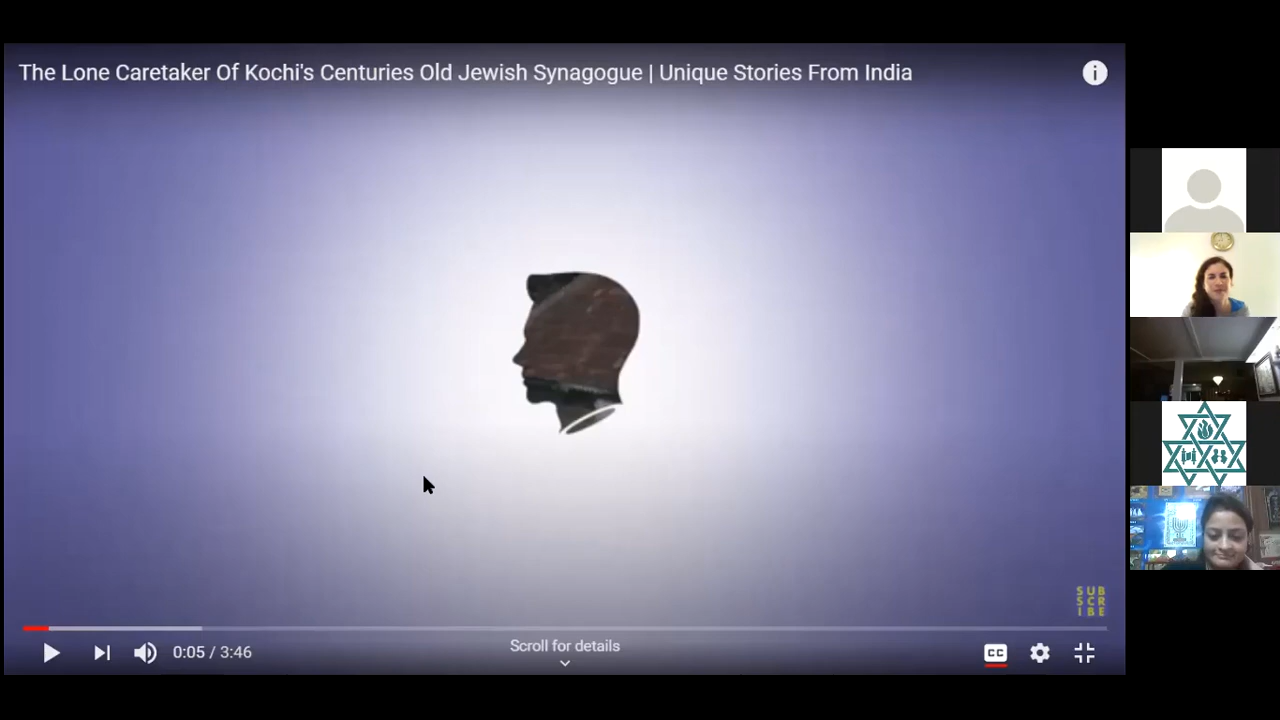 The Lone Caretaker Of Kochi's Centuries Old Jewish Synagogue | Unique Stories From India
SUB
SCR
IBE
0:05 / 3:46
Scroll for details
CC